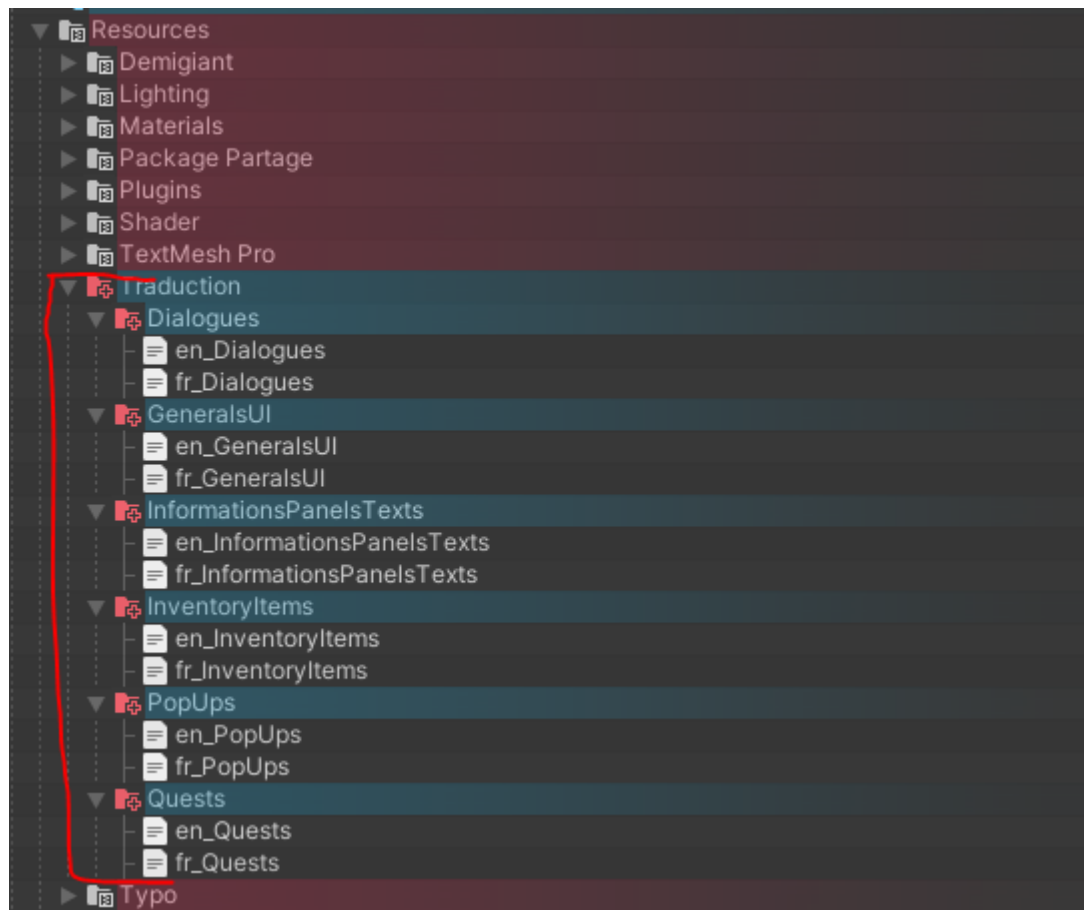 Resources
Demigiant
Lighting
Materials
Package Partage
Plugins
Shader
TextMesh Pro
Traduction
Dialogues
en_Dialogues
fr_Dialogues
GeneralsUI
en_GeneralsUI
fr_GeneralsUI
InformationsPanelsTexts
en_InformationsPanelsTexts
fr_InformationsPanelsTexts
InventoryItems
en_InventoryItems
fr_InventoryItems
PopUps
en_PopUps
fr_PopUps
Quests
en_Quests
fr_Quests
Typo